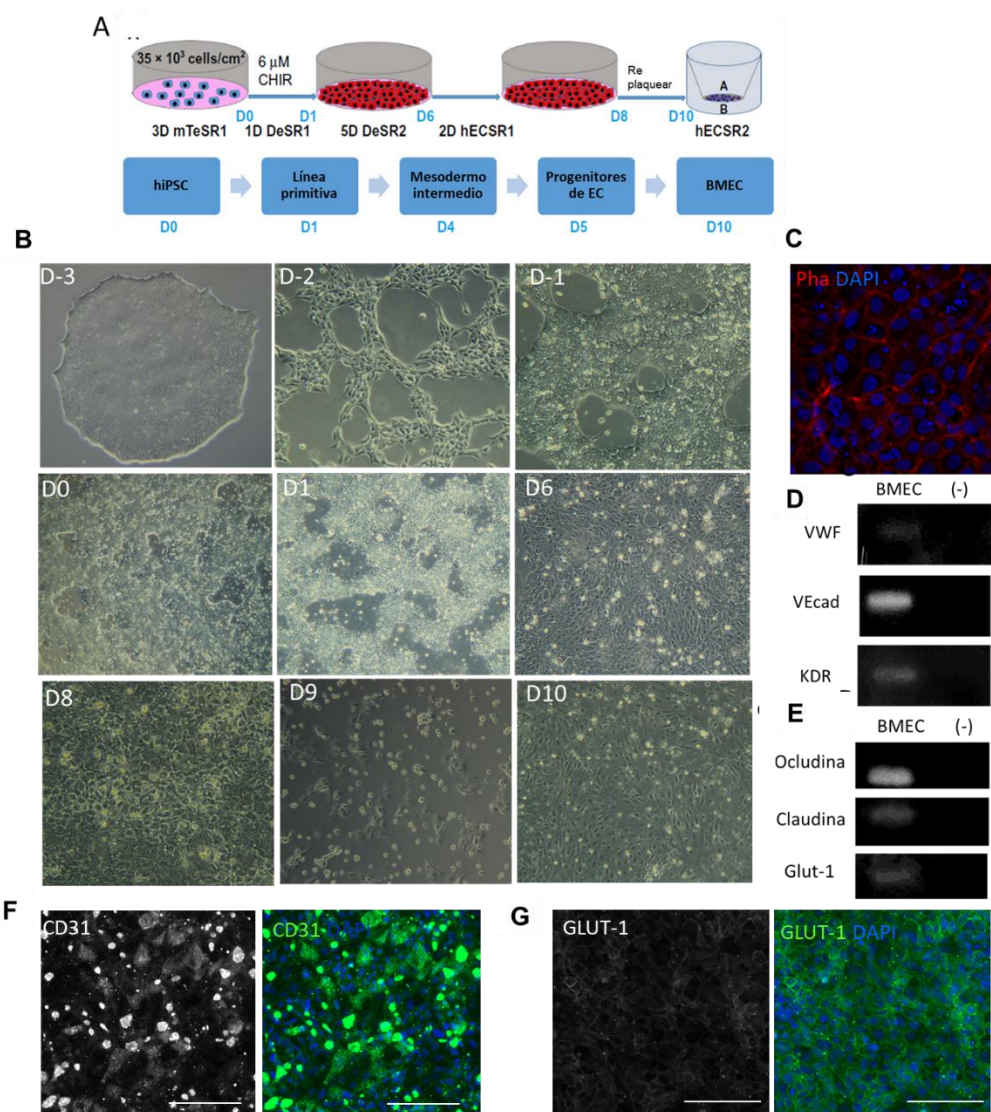 A
35 × 10³ cells/cm²
6 µM
CHIR
Re
plaquear
A
B
D0
D1
D6
D8
D10
3D mTeSR1
1D DeSR1
5D DeSR2
2D hECSR1
hECSR2
hiPSC
Línea
primitiva
Mesodermo
intermedio
Progenitores
de EC
BMEC
D0
D1
D4
D5
D10
B
D-3
D-2
D-1
D0
D1
D6
D8
D9
D10
C
Pha DAPI
D
BMEC (-)
VWF
VEcad
KDR
E
BMEC (-)
Ocludina
Claudina
Glut-1
F
CD31
CD31 DAPI
G
GLUT-1
GLUT-1 DAPI